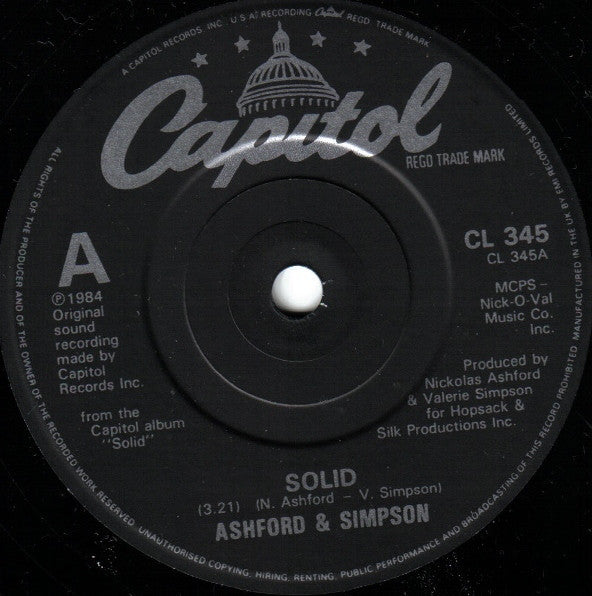 A CAPITOL RECORDS, INC. U.S.A. Capitol REGD. TRADE MARK
Capitol
REGD TRADE MARK
A
℗ 1984
Original
sound
recording
made by
Capitol
Records Inc.
from the
Capitol album
"Solid"
CL 345
CL 345A
MCPS –
Nick-O-Val
Music Co.
Inc.
Produced by
Nickolas Ashford
& Valerie Simpson
for Hopsack &
Silk Productions Inc.
SOLID
(3.21) (N. Ashford – V. Simpson)
ASHFORD & SIMPSON
ALL RIGHTS OF THE PRODUCER AND OF THE OWNER OF THE RECORDED WORK RESERVED. UNAUTHORISED COPYING, HIRING, RENTING, PUBLIC PERFORMANCE AND BROADCASTING OF THIS RECORD PROHIBITED MANUFACTURED IN THE UK BY EMI RECORDS LIMITED